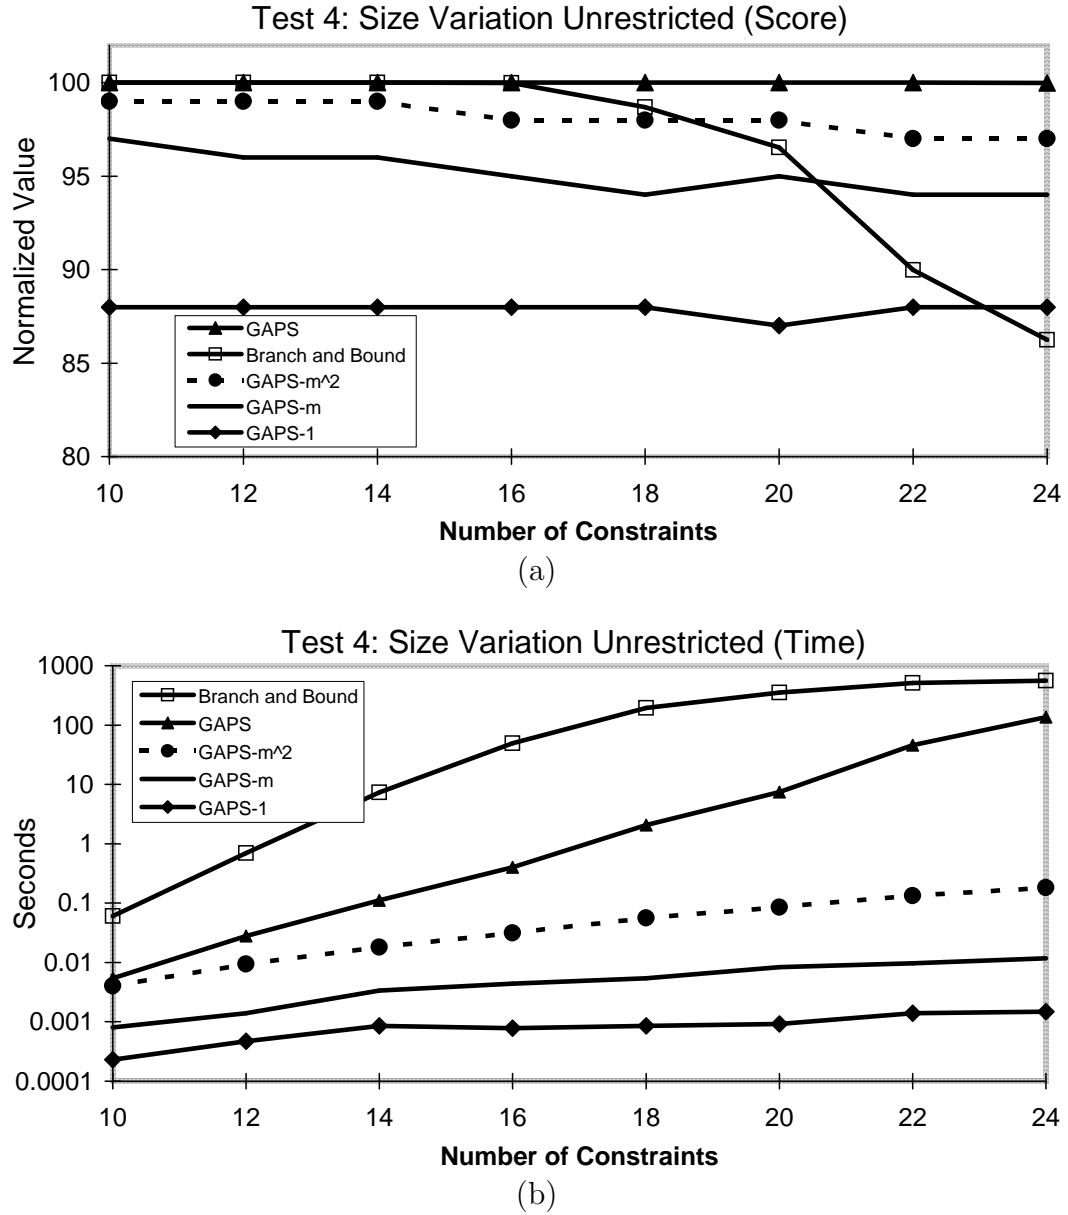 Test 4: Size Variation Unrestricted (Score)
100
95
90
85
80
Normalized Value
GAPS
Branch and Bound
GAPS-m^2
GAPS-m
GAPS-1
10 12 14 16 18 20 22 24
Number of Constraints
(a)
Test 4: Size Variation Unrestricted (Time)
1000
100
10
1
0.1
0.01
0.001
0.0001
Seconds
Branch and Bound
GAPS
GAPS-m^2
GAPS-m
GAPS-1
10 12 14 16 18 20 22 24
Number of Constraints
(b)